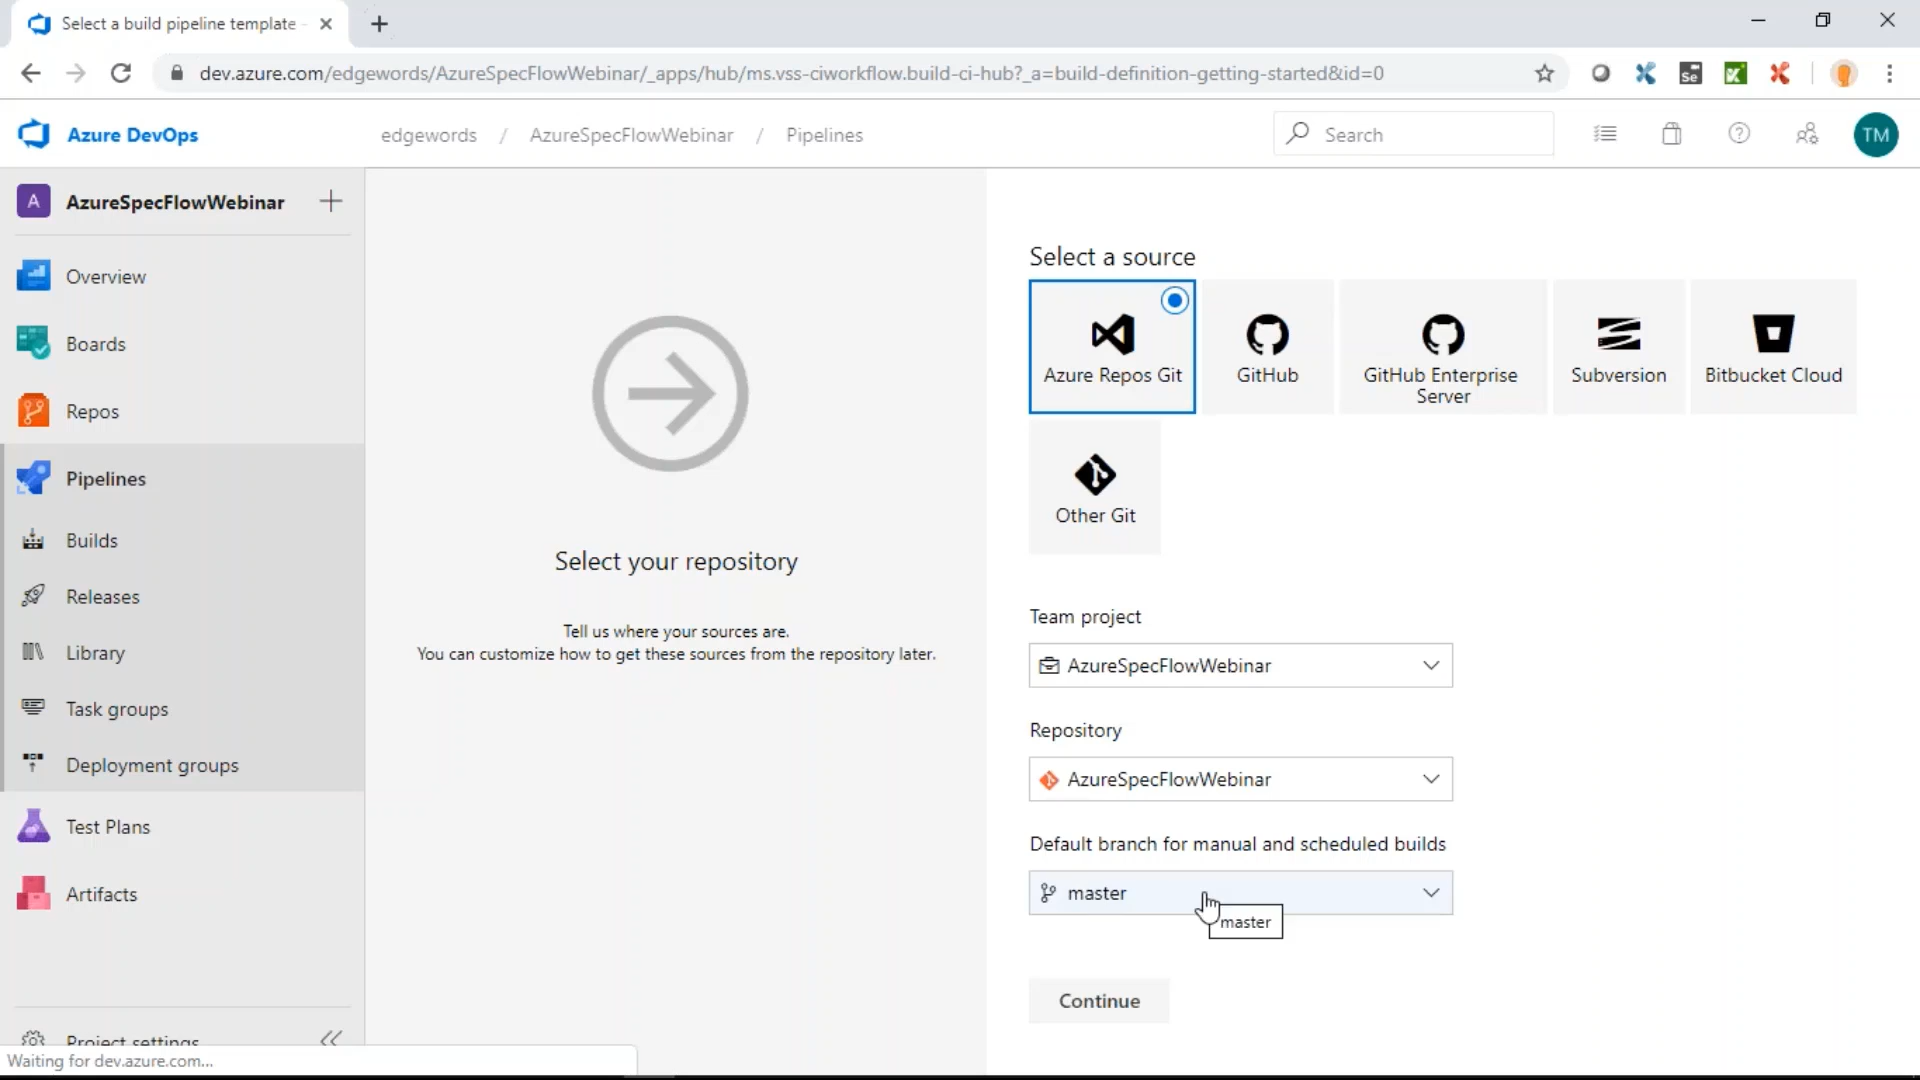 Select a build pipeline template -
dev.azure.com/edgewords/AzureSpecFlowWebinar/_apps/hub/ms.vss-ciworkflow.build-ci-hub?_a=build-definition-getting-started&id=0
Se
Azure DevOps
edgewords / AzureSpecFlowWebinar / Pipelines
Search
TM
A AzureSpecFlowWebinar
Overview
Boards
Repos
Pipelines
Builds
Releases
Library
Task groups
Deployment groups
Test Plans
Artifacts
Project settings
Waiting for dev.azure.com...
Select your repository
Tell us where your sources are.
You can customize how to get these sources from the repository later.
Select a source
Azure Repos Git
GitHub
GitHub Enterprise
Server
Subversion
Bitbucket Cloud
Other Git
Team project
AzureSpecFlowWebinar
Repository
AzureSpecFlowWebinar
Default branch for manual and scheduled builds
master
master
Continue